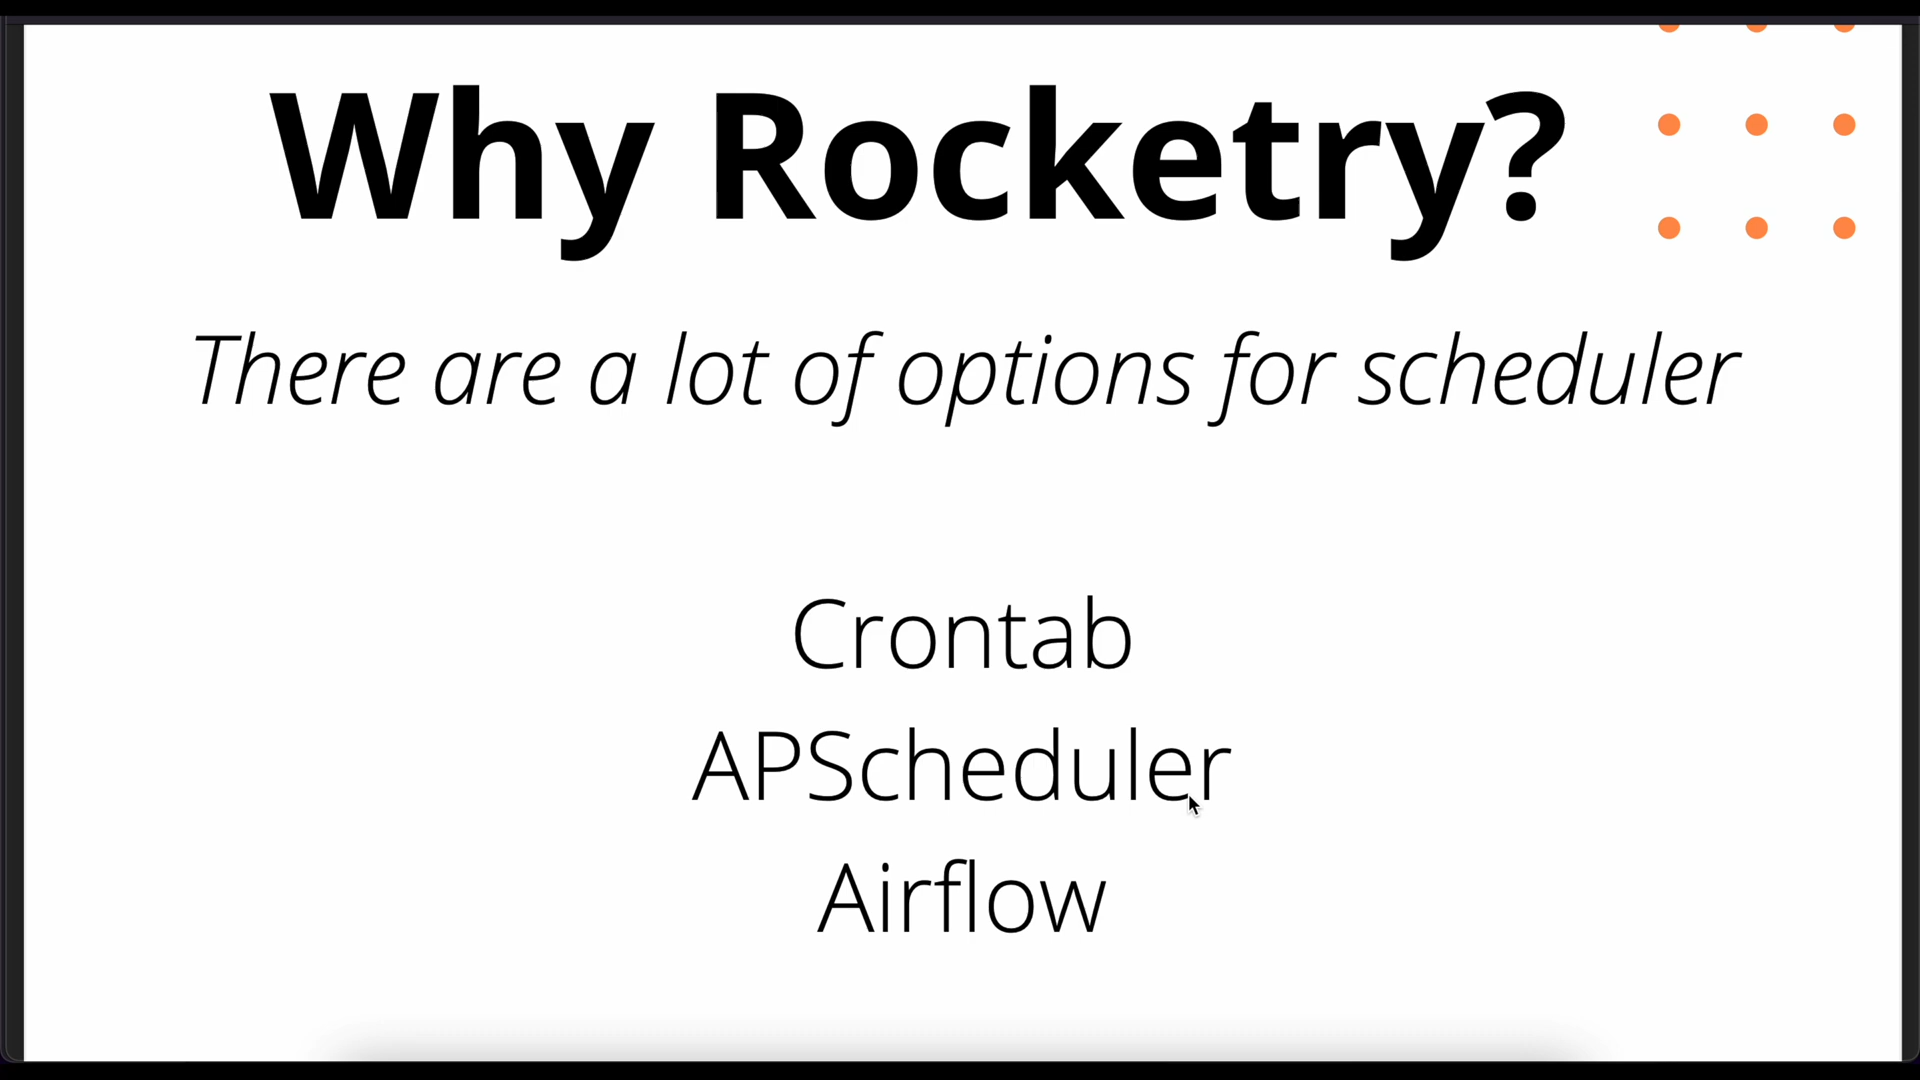 Why Rocketry?
There are a lot of options for scheduler
Crontab
APScheduler
Airflow